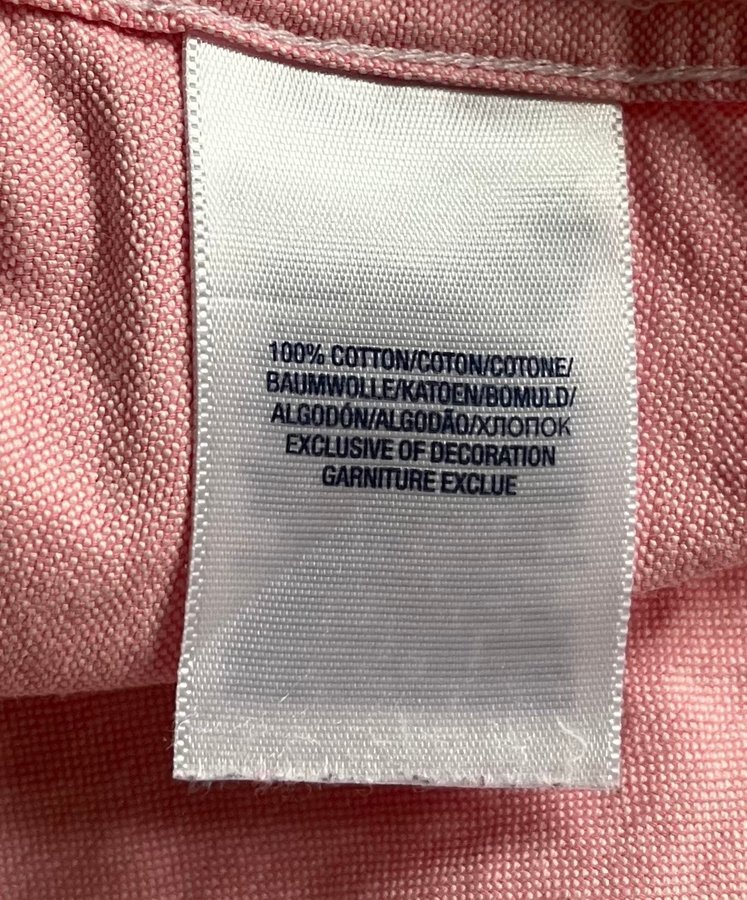 100% COTTON/COTON/COTONE/
BAUMWOLLE/KATOEN/BOMULD/
ALGODÓN/ALGODÃO/ХЛОПОК
EXCLUSIVE OF DECORATION
GARNITURE EXCLUE